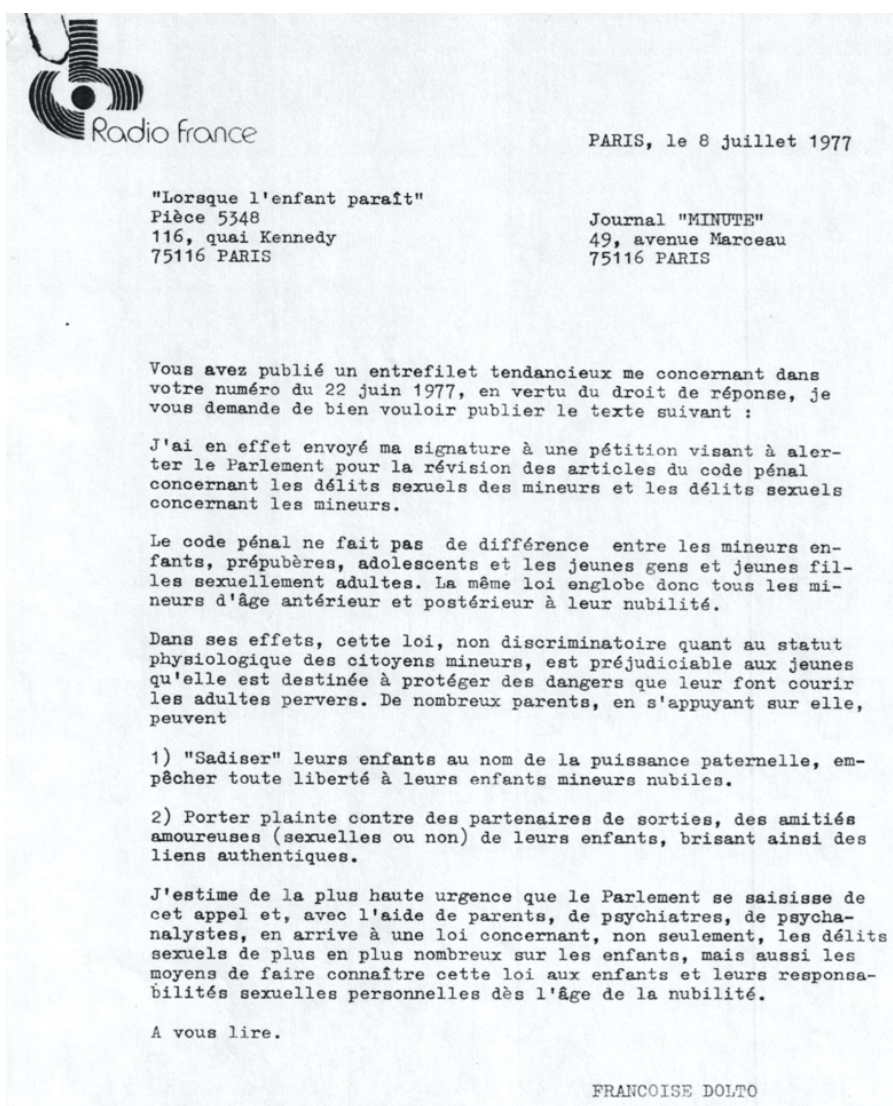 Radio France
PARIS, le 8 juillet 1977
"Lorsque l'enfant paraît"
Pièce 5348
116, quai Kennedy
75116 PARIS
Journal "MINUTE"
49, avenue Marceau
75116 PARIS
Vous avez publié un entrefilet tendancieux me concernant dans
votre numéro du 22 juin 1977, en vertu du droit de réponse, je
vous demande de bien vouloir publier le texte suivant :
J'ai en effet envoyé ma signature à une pétition visant à aler-
ter le Parlement pour la révision des articles du code pénal
concernant les délits sexuels des mineurs et les délits sexuels
concernant les mineurs.
Le code pénal ne fait pas de différence entre les mineurs en-
fants, prépubères, adolescents et les jeunes gens et jeunes fil-
les sexuellement adultes. La même loi englobe donc tous les mi-
neurs d'âge antérieur et postérieur à leur nubilité.
Dans ses effets, cette loi, non discriminatoire quant au statut
physiologique des citoyens mineurs, est préjudiciable aux jeunes
qu'elle est destinée à protéger des dangers que leur font courir
les adultes pervers. De nombreux parents, en s'appuyant sur elle,
peuvent
1) "Sadiser" leurs enfants au nom de la puissance paternelle, em-
pêcher toute liberté à leurs enfants mineurs nubiles.
2) Porter plainte contre des partenaires de sorties, des amitiés
amoureuses (sexuelles ou non) de leurs enfants, brisant ainsi des
liens authentiques.
J'estime de la plus haute urgence que le Parlement se saisisse de
cet appel et, avec l'aide de parents, de psychiatres, de psycha-
nalystes, en arrive à une loi concernant, non seulement, les délits
sexuels de plus en plus nombreux sur les enfants, mais aussi les
moyens de faire connaître cette loi aux enfants et leurs responsa-
bilités sexuelles personnelles dès l'âge de la nubilité.
A vous lire.
FRANCOISE DOLTO